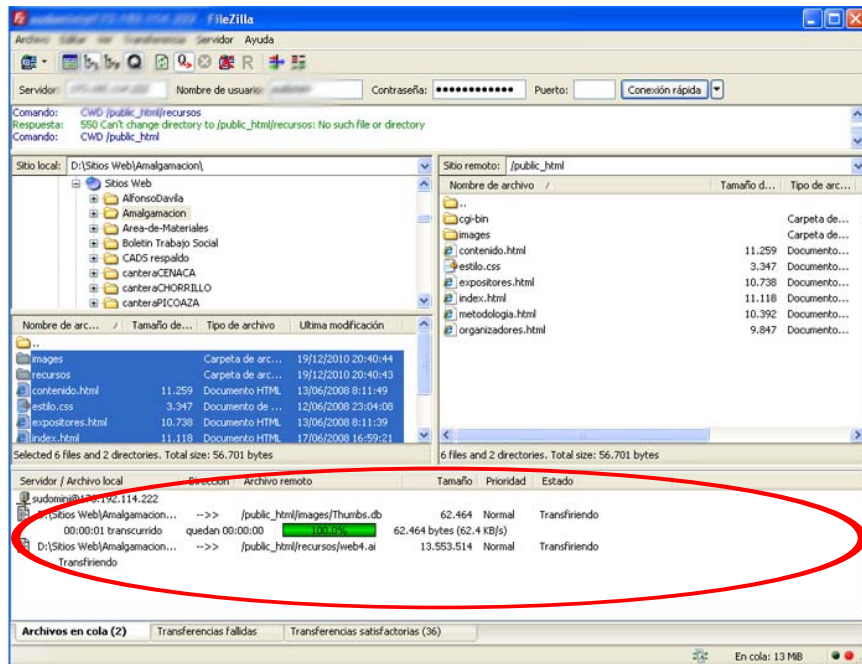 - FileZilla
Servidor Ayuda
Servidor: Nombre de usuario: Contraseña: ●●●●●●●●●●●● Puerto: Conexión rápida
Comando: CWD /public_html/recursos
Respuesta: 550 Can't change directory to /public_html/recursos: No such file or directory
Comando: CWD /public_html
Sitio local: D:\Sitios Web\Amalgamacion\
Sitios Web
AlfonsoDavila
Amalgamacion
Area-de-Materiales
Boletin Trabajo Social
CADS respaldo
canteraCENACA
canteraCHORRILLO
canteraPICOAZA
Nombre de arc... / Tamaño de... Tipo de archivo Ultima modificación
..
images Carpeta de arc... 19/12/2010 20:40:44
recursos Carpeta de arc... 19/12/2010 20:40:43
contenido.html 11.259 Documento HTML 13/06/2008 8:11:49
estilo.css 3.347 Documento de ... 12/06/2008 23:04:08
expositores.html 10.738 Documento HTML 13/06/2008 8:11:39
index.html 11.118 Documento HTML 17/06/2008 16:59:21
Selected 6 files and 2 directories. Total size: 56.701 bytes
Sitio remoto: /public_html
Nombre de archivo / Tamaño d... Tipo de arc...
..
cgi-bin Carpeta de...
images Carpeta de...
contenido.html 11.259 Documento...
estilo.css 3.347 Documento...
expositores.html 10.738 Documento...
index.html 11.118 Documento...
metodologia.html 10.392 Documento...
organizadores.html 9.847 Documento...
6 files and 2 directories. Total size: 56.701 bytes
Servidor / Archivo local Dirección Archivo remoto Tamaño Prioridad Estado
D:\Sitios Web\Amalgamacion... -->> /public_html/images/Thumbs.db 62.464 Normal Transfiriendo
00:00:01 transcurrido quedan 00:00:00 100.0% 62.464 bytes (62.4 KB/s)
D:\Sitios Web\Amalgamacion... -->> /public_html/recursos/web4.ai 13.553.514 Normal Transfiriendo
Transfiriendo
Archivos en cola (2) Transferencias fallidas Transferencias satisfactorias (36)
En cola: 13 MiB